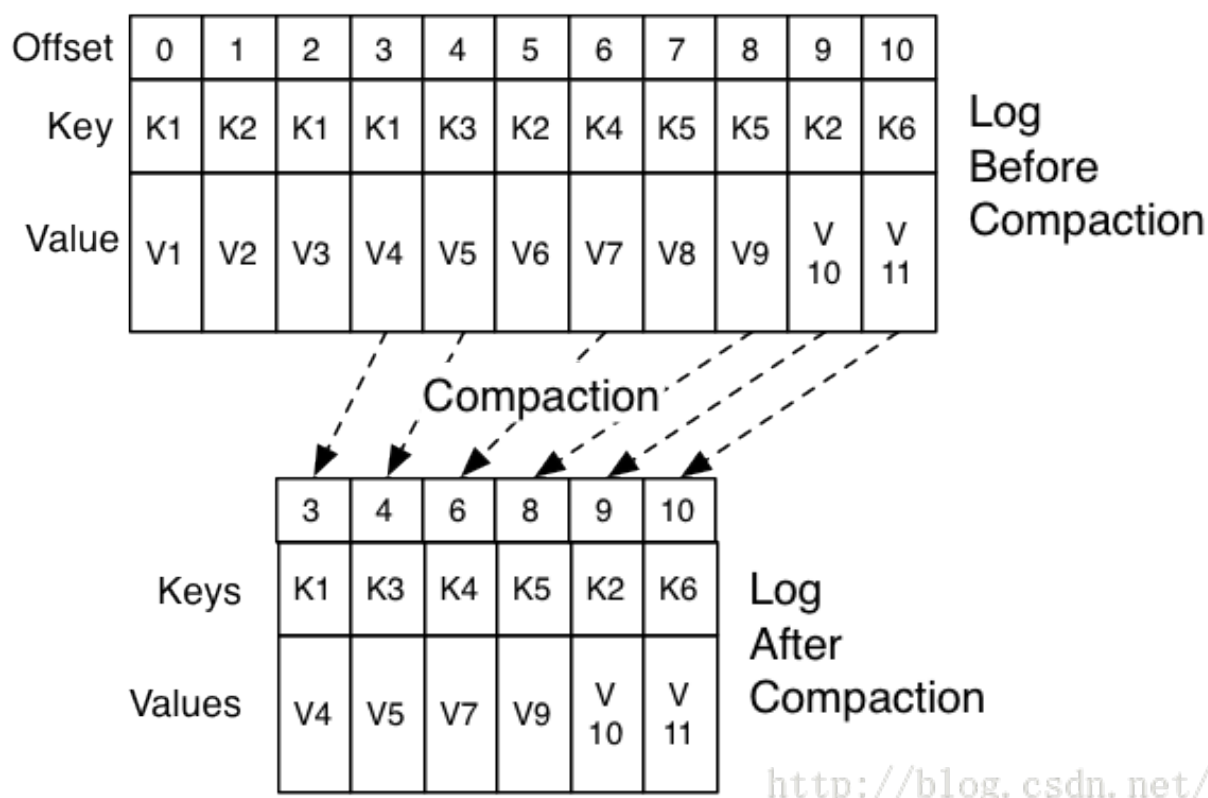 Offset 0 1 2 3 4 5 6 7 8 9 10
Key K1 K2 K1 K1 K3 K2 K4 K5 K5 K2 K6
Value V1 V2 V3 V4 V5 V6 V7 V8 V9 V 10 V 11
Log
Before
Compaction
Compaction
3 4 6 8 9 10
Keys K1 K3 K4 K5 K2 K6
Values V4 V5 V7 V9 V 10 V 11
Log
After
Compaction
http://blog.csdn.net/